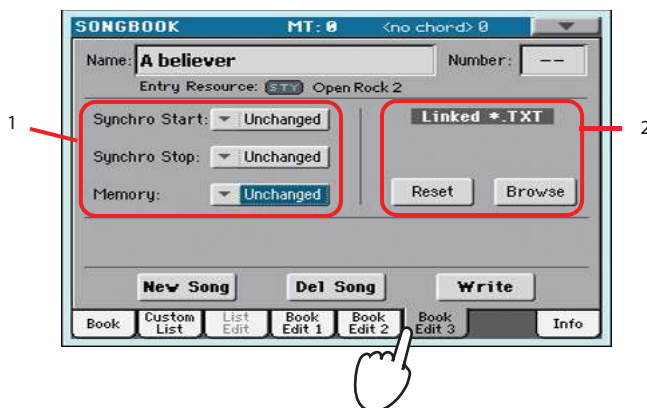 SONGBOOK MT: 0 <no chord> 0
Name: A believer Number: --
Entry Resource: STY Open Rock 2
1 Synchro Start: Unchanged Linked *.TXT 2
Synchro Stop: Unchanged
Memory: Unchanged Reset Browse
New Song Del Song Write
Book Custom List List Edit Book Edit 1 Book Edit 2 Book Edit 3 Info